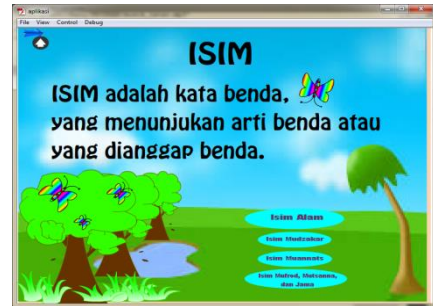 aplikasi
File View Control Debug
ISIM
ISIM adalah kata benda,
yang menunjukan arti benda atau
yang dianggap benda.
Isim Alam
Isim Mudzakar
Isim Muannats
Isim Mufrod, Mutsanna,
dan Jama